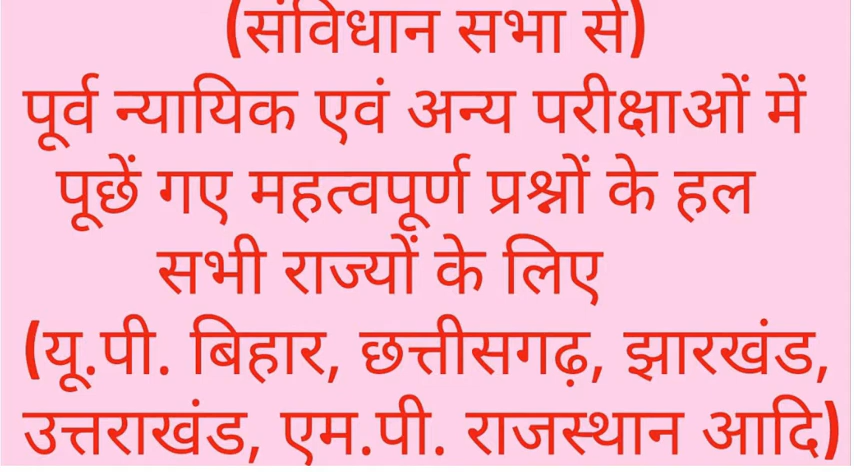 (संविधान सभा से)
पूर्व न्यायिक एवं अन्य परीक्षाओं में
पूछें गए महत्वपूर्ण प्रश्नों के हल
सभी राज्यों के लिए
(यू.पी. बिहार, छत्तीसगढ़, झारखंड,
उत्तराखंड, एम.पी. राजस्थान आदि)